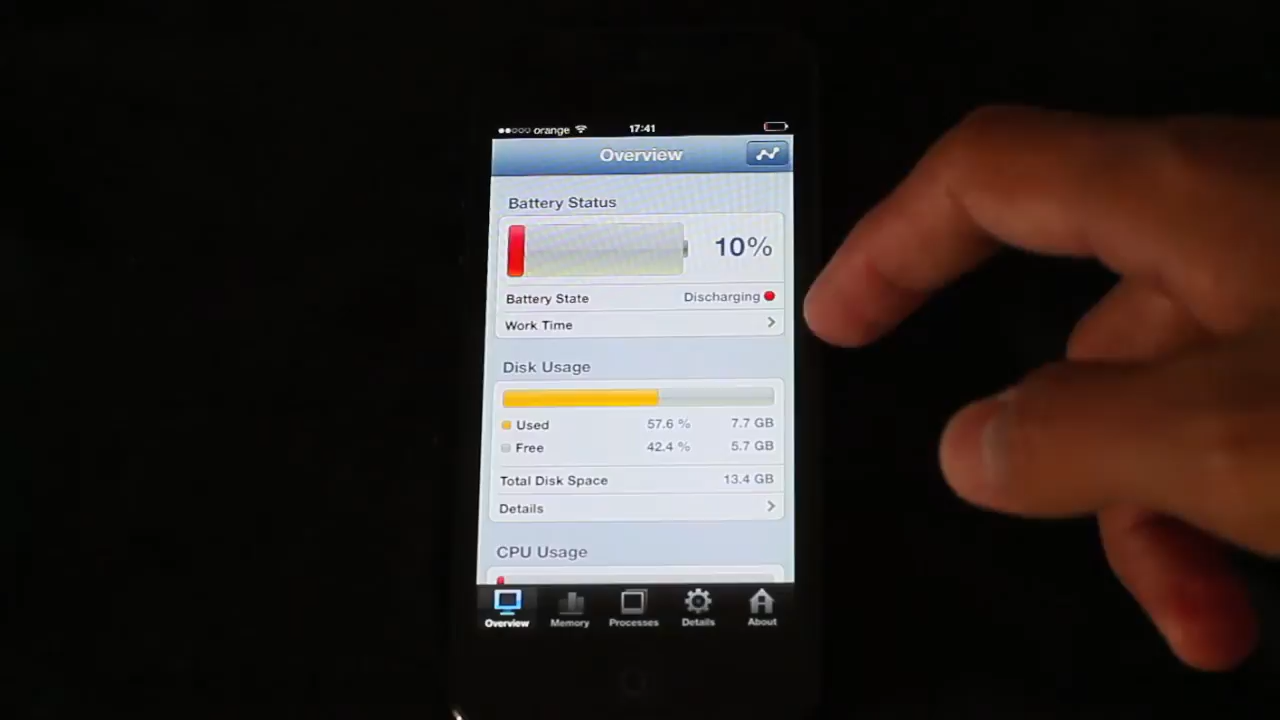 orange 17:41
Overview
Battery Status
10%
Battery State Discharging
Work Time
Disk Usage
Used 57.6 % 7.7 GB
Free 42.4 % 5.7 GB
Total Disk Space 13.4 GB
Details
CPU Usage
Overview Memory Processes Details About